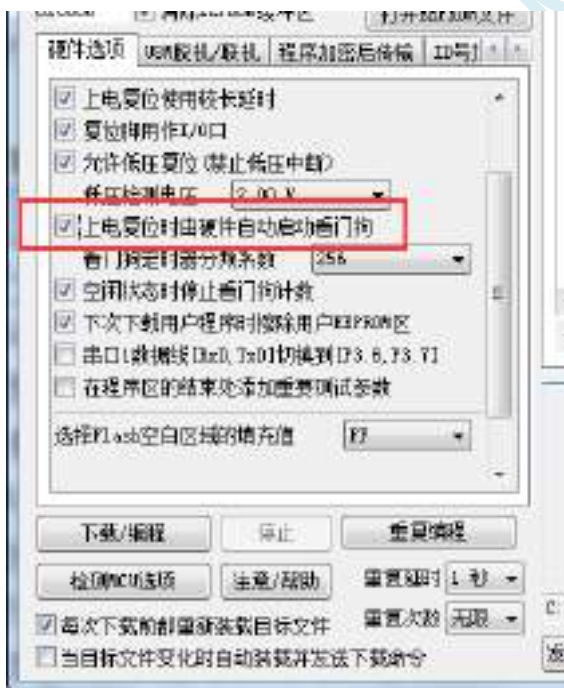 硬件选项 USB脱机/联机 程序加密后传输 ID号
上电复位使用较长延时
复位脚用作I/O口
允许低压复位(禁止低压中断)
低压检测电压 2.00 V
上电复位时由硬件自动启动看门狗
看门狗定时器分频系数 256
空闲状态时停止看门狗计数
下次下载用户程序时擦除用户EEPROM区
串口1数据线[RxD,TxD]切换到[P3.6,P3.7]
在程序区的结束处添加重要测试参数
选择Flash空白区域的填充值 FF
下载/编程 停止 重复编程
检测MCU选项 注意/帮助 重复延时 1 秒
每次下载前都重新装载目标文件 重复次数 无限
当目标文件变化时自动装载并发送下载命令